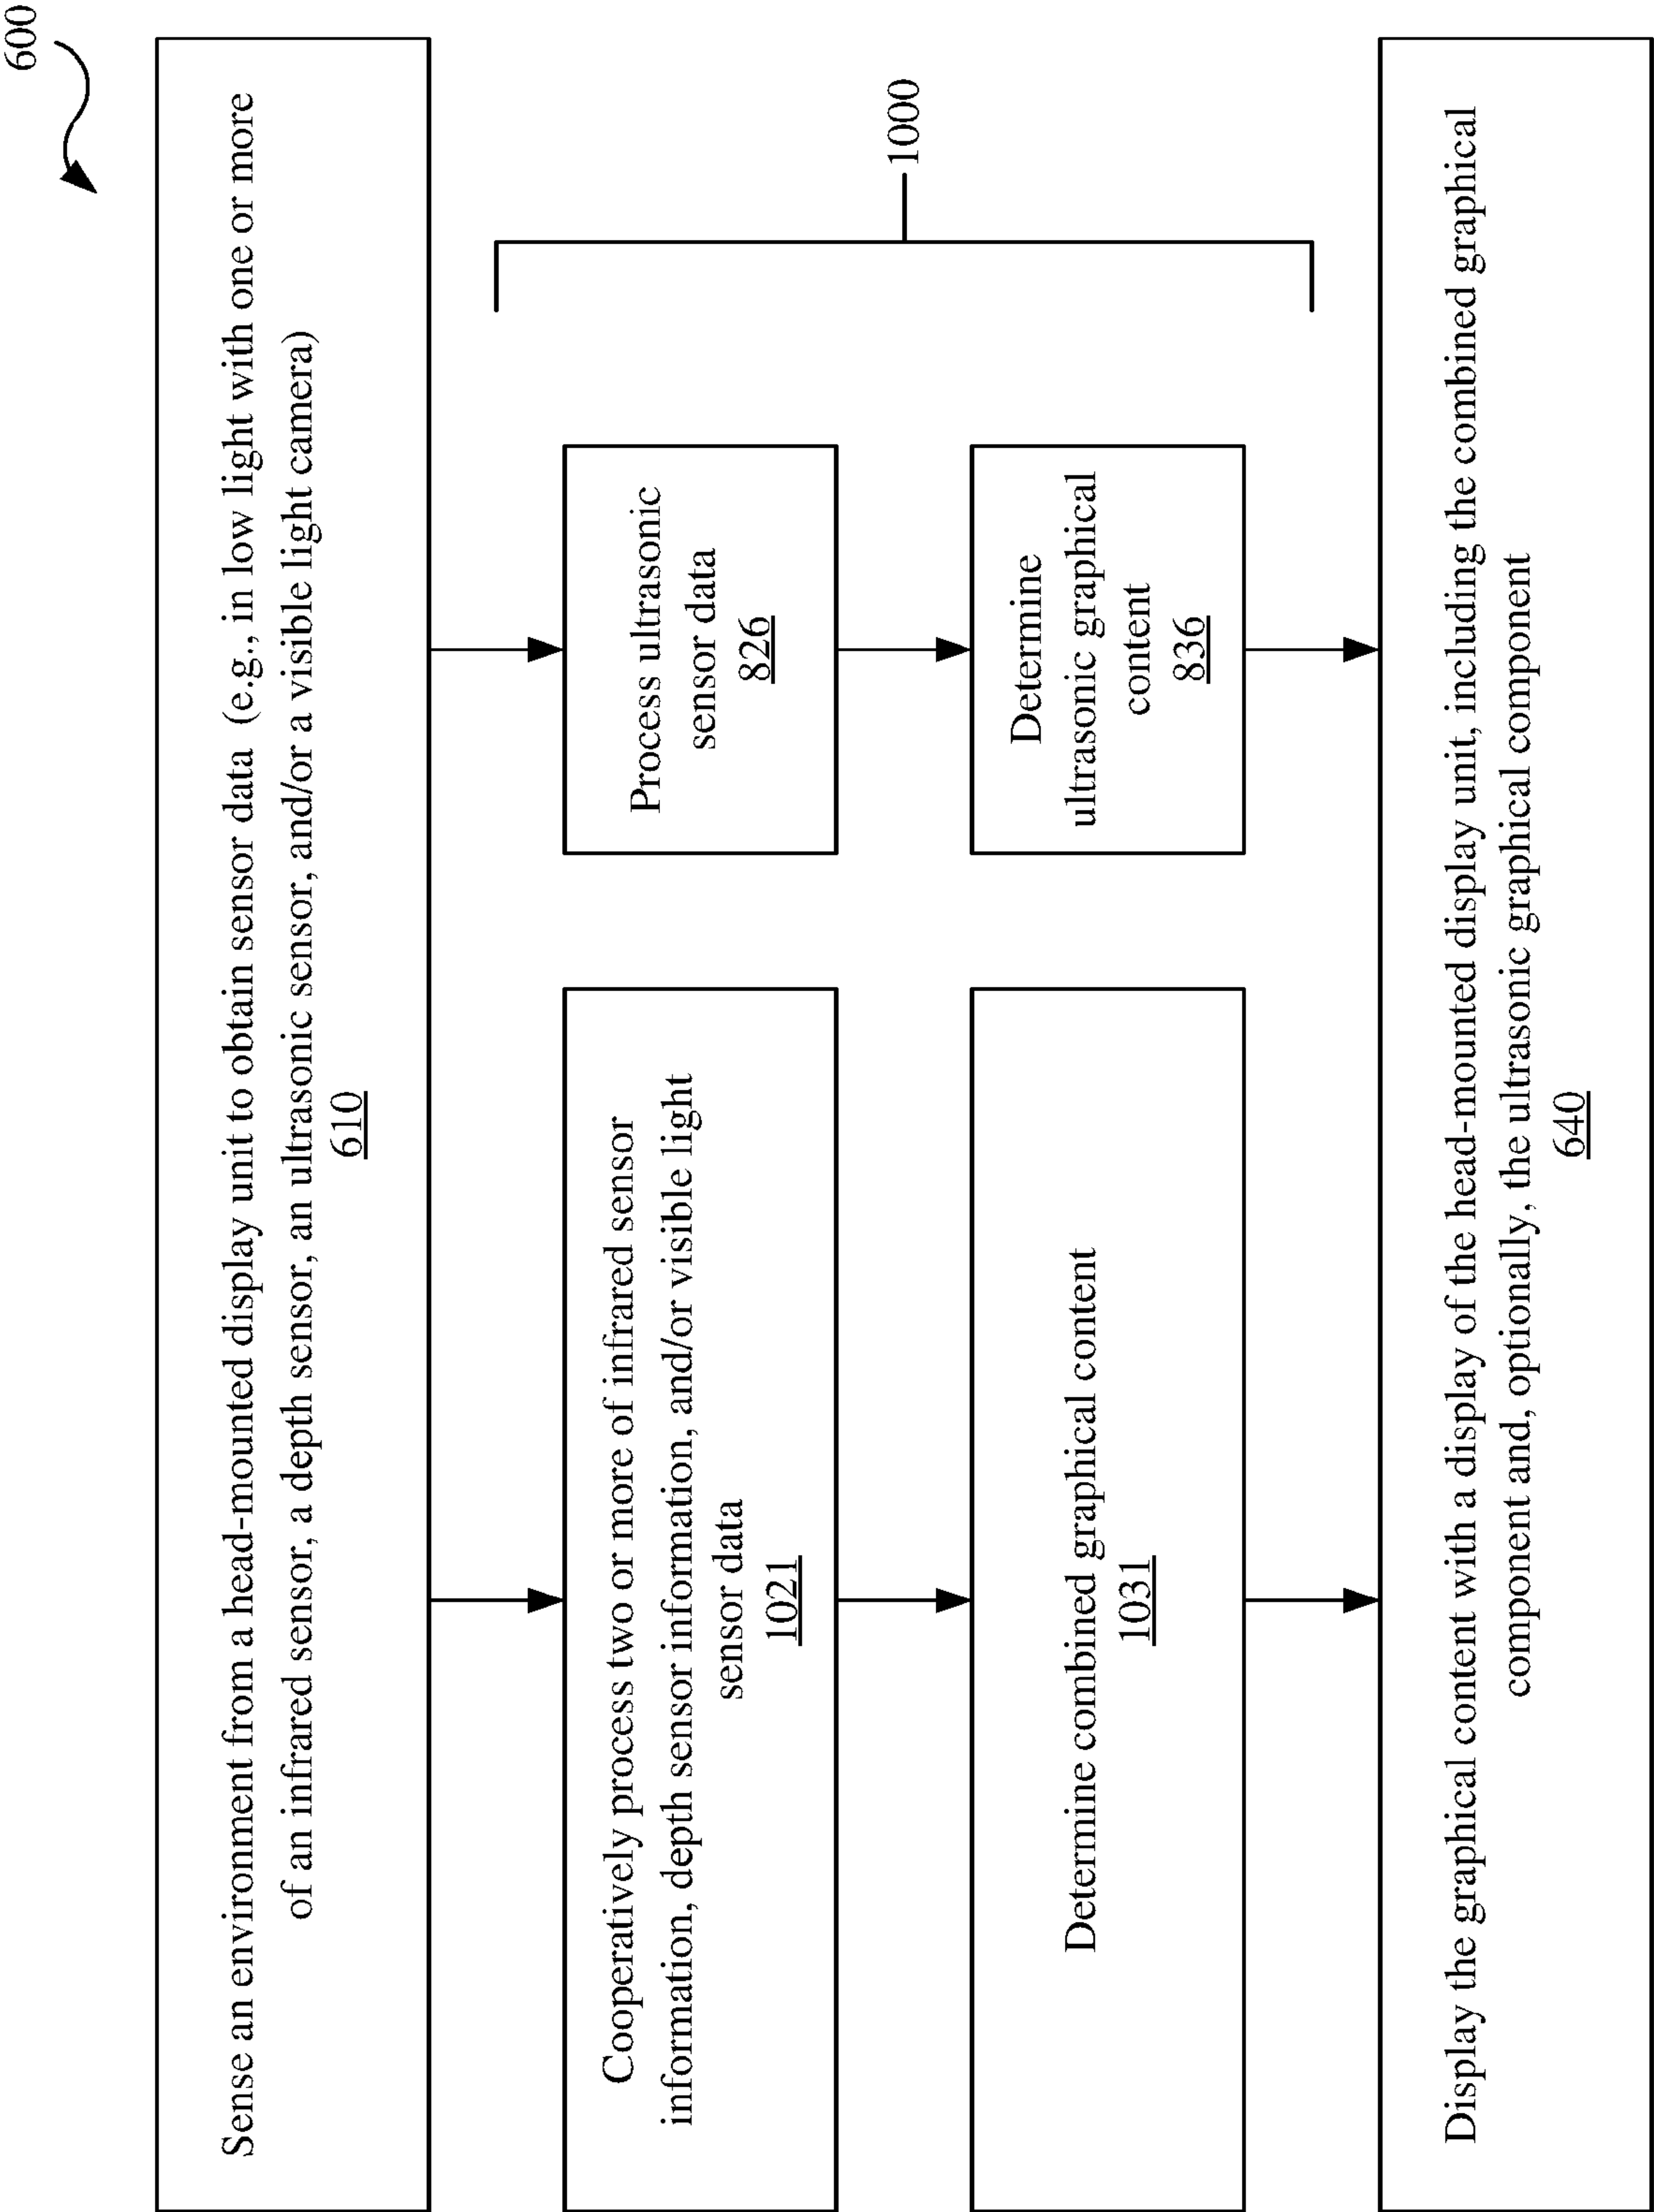 600
Sense an environment from a head-mounted display unit to obtain sensor data (e.g., in low light with one or more
of an infrared sensor, a depth sensor, an ultrasonic sensor, and/or a visible light camera)
610
Cooperatively process two or more of infrared sensor
information, depth sensor information, and/or visible light
sensor data
1021
Process ultrasonic
sensor data
826
1000
Determine combined graphical content
1031
Determine
ultrasonic graphical
content
836
Display the graphical content with a display of the head-mounted display unit, including the combined graphical
component and, optionally, the ultrasonic graphical component
640